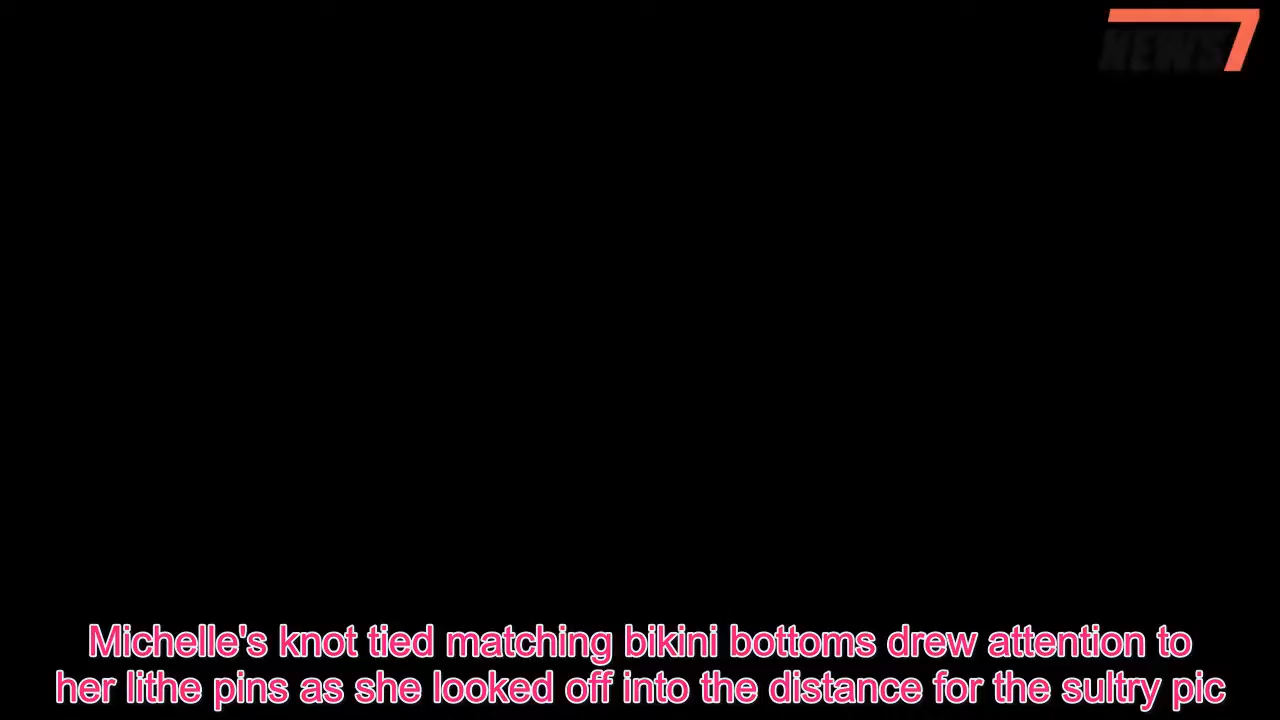 NEWS7
Michelle's knot tied matching bikini bottoms drew attention to
her lithe pins as she looked off into the distance for the sultry pic